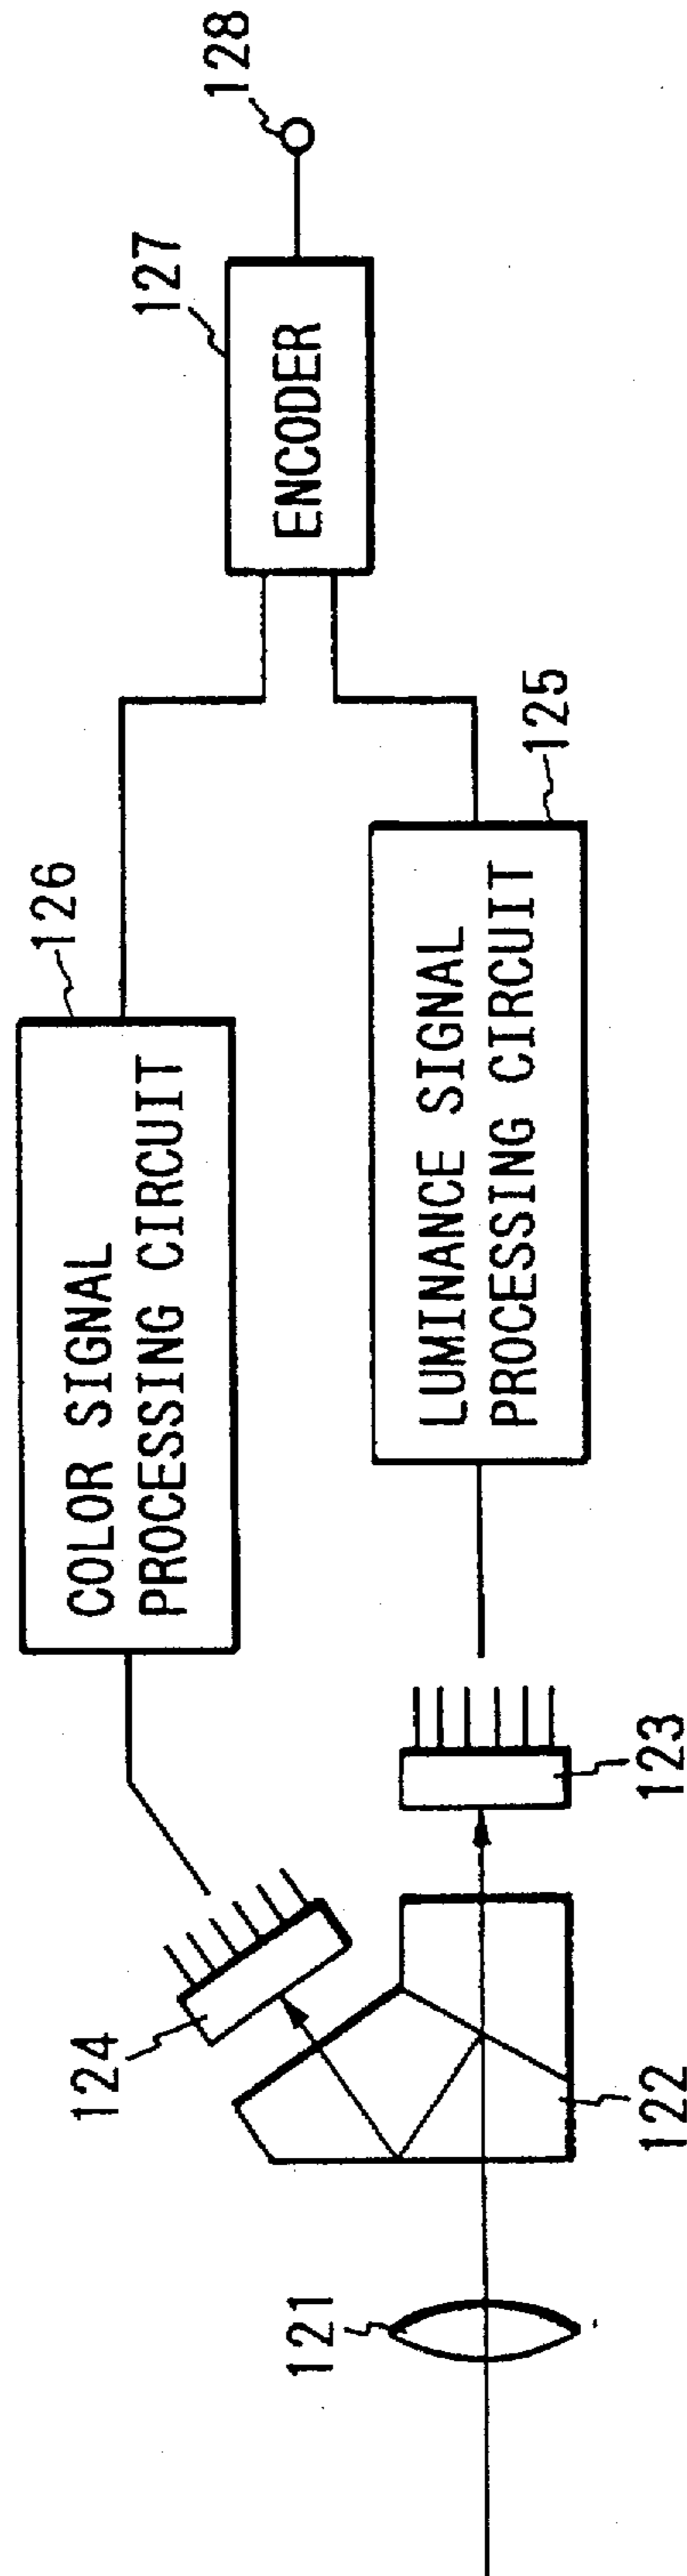 121
122
123
124
COLOR SIGNAL
PROCESSING CIRCUIT
126
LUMINANCE SIGNAL
PROCESSING CIRCUIT
125
ENCODER
127
128